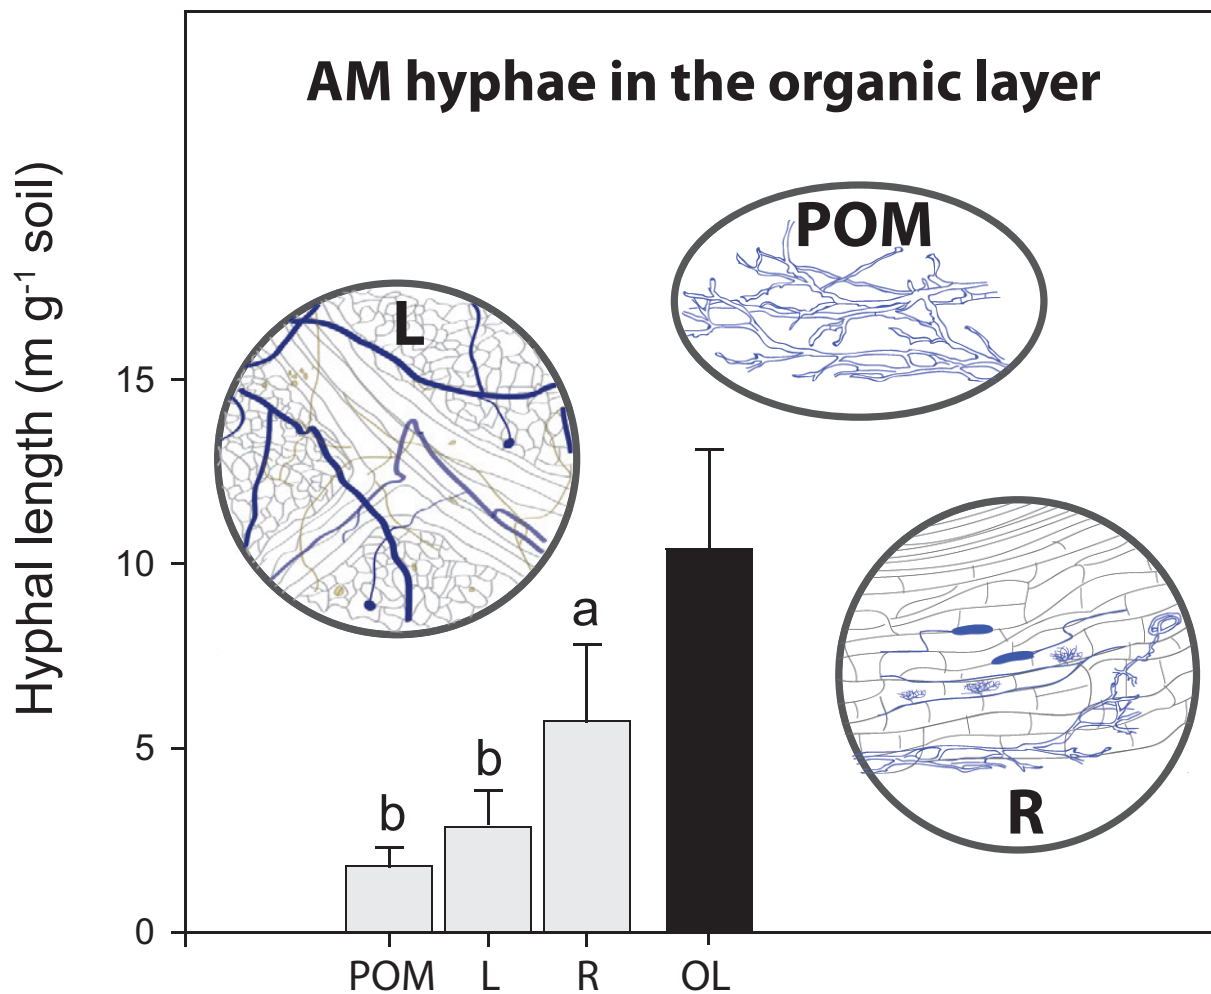 AM hyphae in the organic layer
Hyphal length (m g⁻¹ soil)
15
10
5
0
L
POM
R
b
b
a
POM
L
R
OL